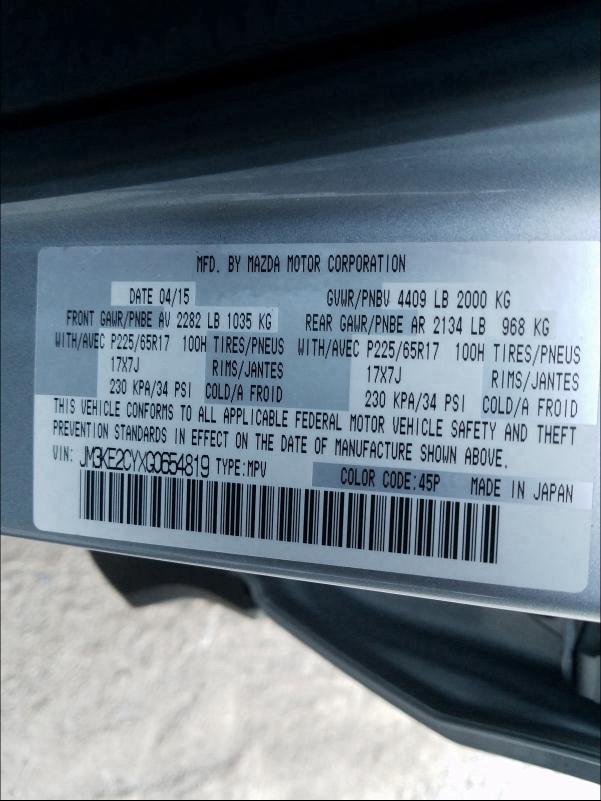 MFD. BY MAZDA MOTOR CORPORATION
DATE 04/15 GVWR/PNBV 4409 LB 2000 KG
FRONT GAWR/PNBE AV 2282 LB 1035 KG REAR GAWR/PNBE AR 2134 LB 968 KG
WITH/AVEC P225/65R17 100H TIRES/PNEUS WITH/AVEC P225/65R17 100H TIRES/PNEUS
17X7J RIMS/JANTES 17X7J RIMS/JANTES
230 KPA/34 PSI COLD/A FROID 230 KPA/34 PSI COLD/A FROID
THIS VEHICLE CONFORMS TO ALL APPLICABLE FEDERAL MOTOR VEHICLE SAFETY AND THEFT
PREVENTION STANDARDS IN EFFECT ON THE DATE OF MANUFACTURE SHOWN ABOVE.
VIN: JM3KE2CYXG0654819 TYPE:MPV COLOR CODE:45P MADE IN JAPAN